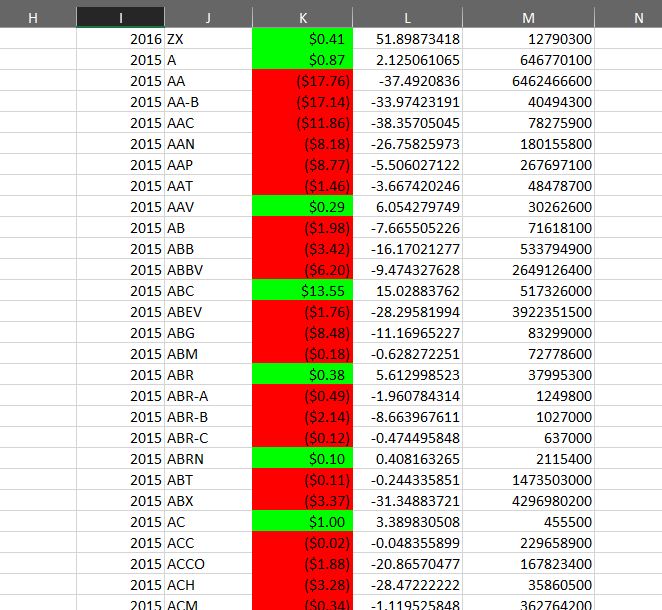 H I J K L M N
2016 ZX $0.41 51.89873418 12790300
2015 A $0.87 2.125061065 646770100
2015 AA ($17.76) -37.4920836 6462466600
2015 AA-B ($17.14) -33.97423191 40494300
2015 AAC ($11.86) -38.35705045 78275900
2015 AAN ($8.18) -26.75825973 180155800
2015 AAP ($8.77) -5.506027122 267697100
2015 AAT ($1.46) -3.667420246 48478700
2015 AAV $0.29 6.054279749 30262600
2015 AB ($1.98) -7.665505226 71618100
2015 ABB ($3.42) -16.17021277 533794900
2015 ABBV ($6.20) -9.474327628 2649126400
2015 ABC $13.55 15.02883762 517326000
2015 ABEV ($1.76) -28.29581994 3922351500
2015 ABG ($8.48) -11.16965227 83299000
2015 ABM ($0.18) -0.628272251 72778600
2015 ABR $0.38 5.612998523 37995300
2015 ABR-A ($0.49) -1.960784314 1249800
2015 ABR-B ($2.14) -8.663967611 1027000
2015 ABR-C ($0.12) -0.474495848 637000
2015 ABRN $0.10 0.408163265 2115400
2015 ABT ($0.11) -0.244335851 1473503000
2015 ABX ($3.37) -31.34883721 4296980200
2015 AC $1.00 3.389830508 455500
2015 ACC ($0.02) -0.048355899 229658900
2015 ACCO ($1.88) -20.86570477 167823400
2015 ACH ($3.28) -28.47222222 35860500
2015 ACM ($0.34) -1.119525848 362764200